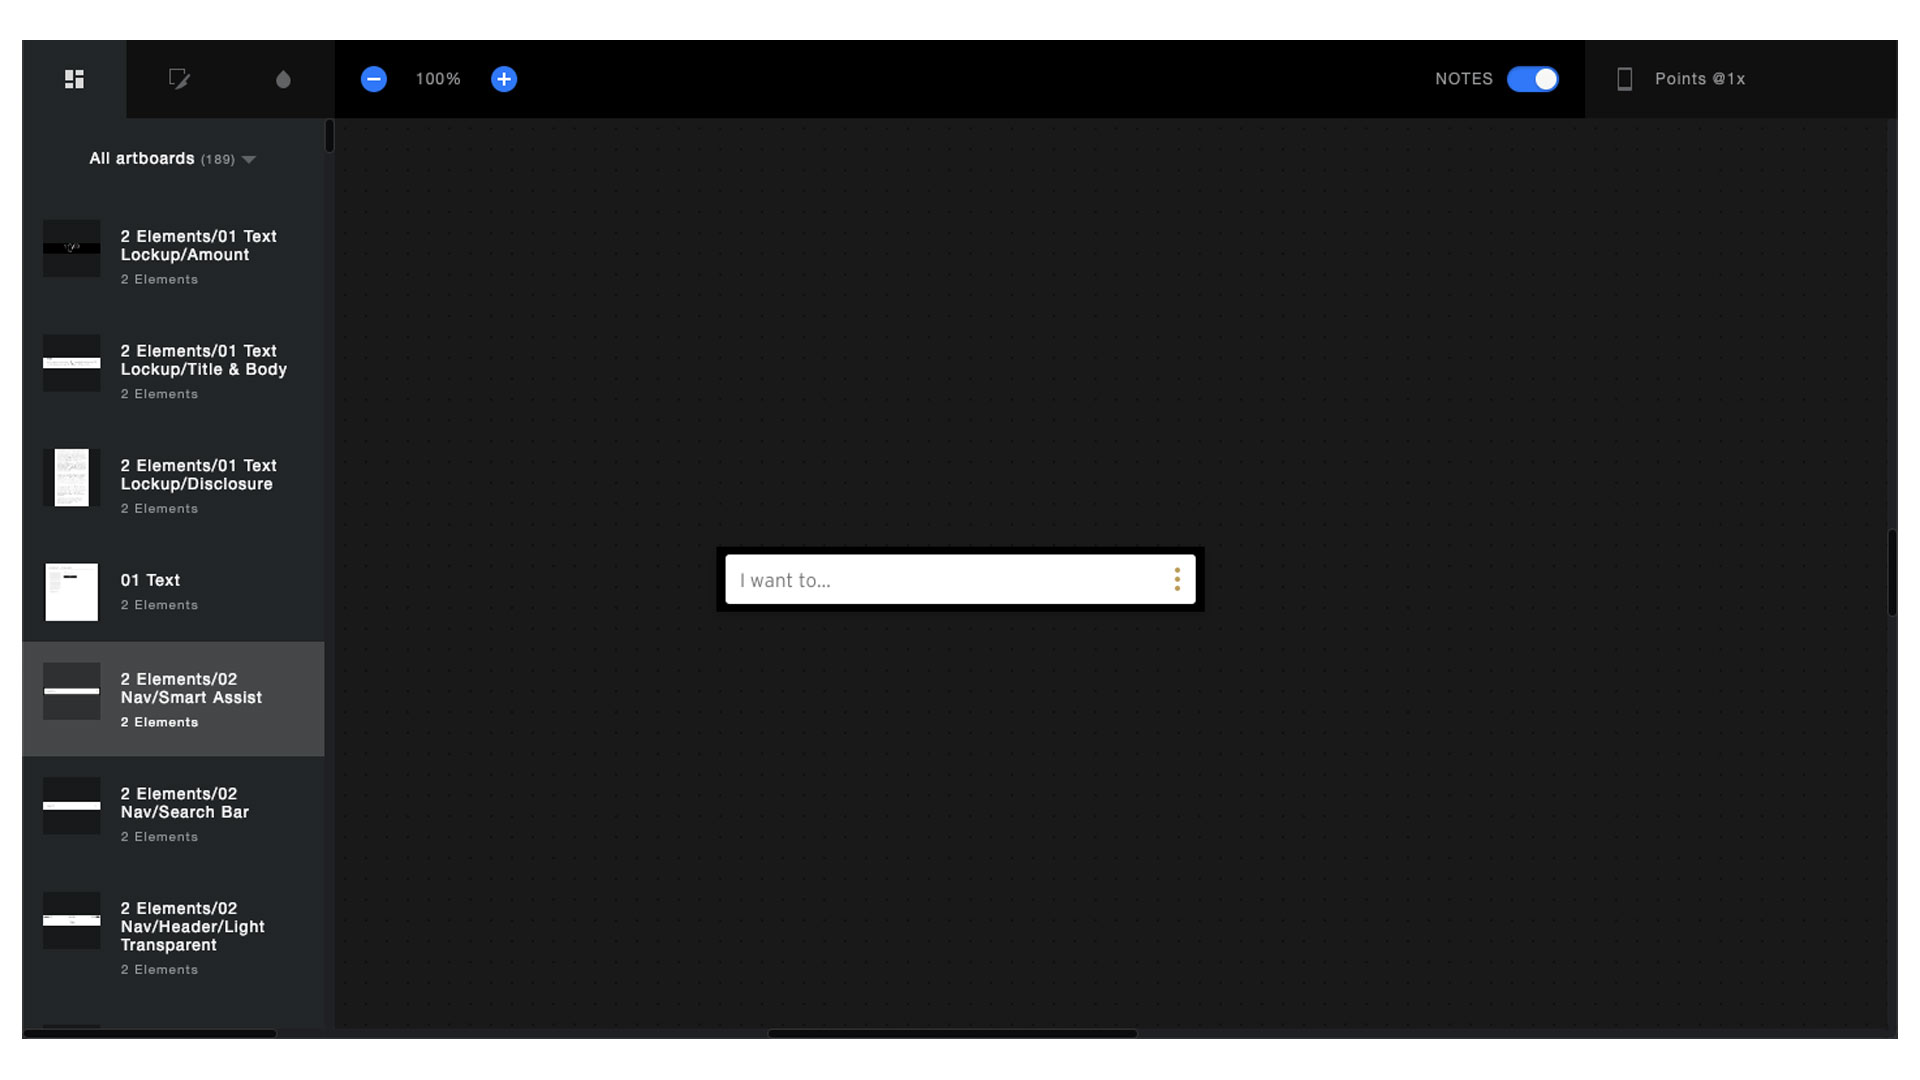 100%
NOTES
Points @1x
All artboards (189)
2 Elements/01 Text
Lockup/Amount
2 Elements
2 Elements/01 Text
Lockup/Title & Body
2 Elements
2 Elements/01 Text
Lockup/Disclosure
2 Elements
01 Text
2 Elements
2 Elements/02
Nav/Smart Assist
2 Elements
2 Elements/02
Nav/Search Bar
2 Elements
2 Elements/02
Nav/Header/Light
Transparent
2 Elements
I want to...